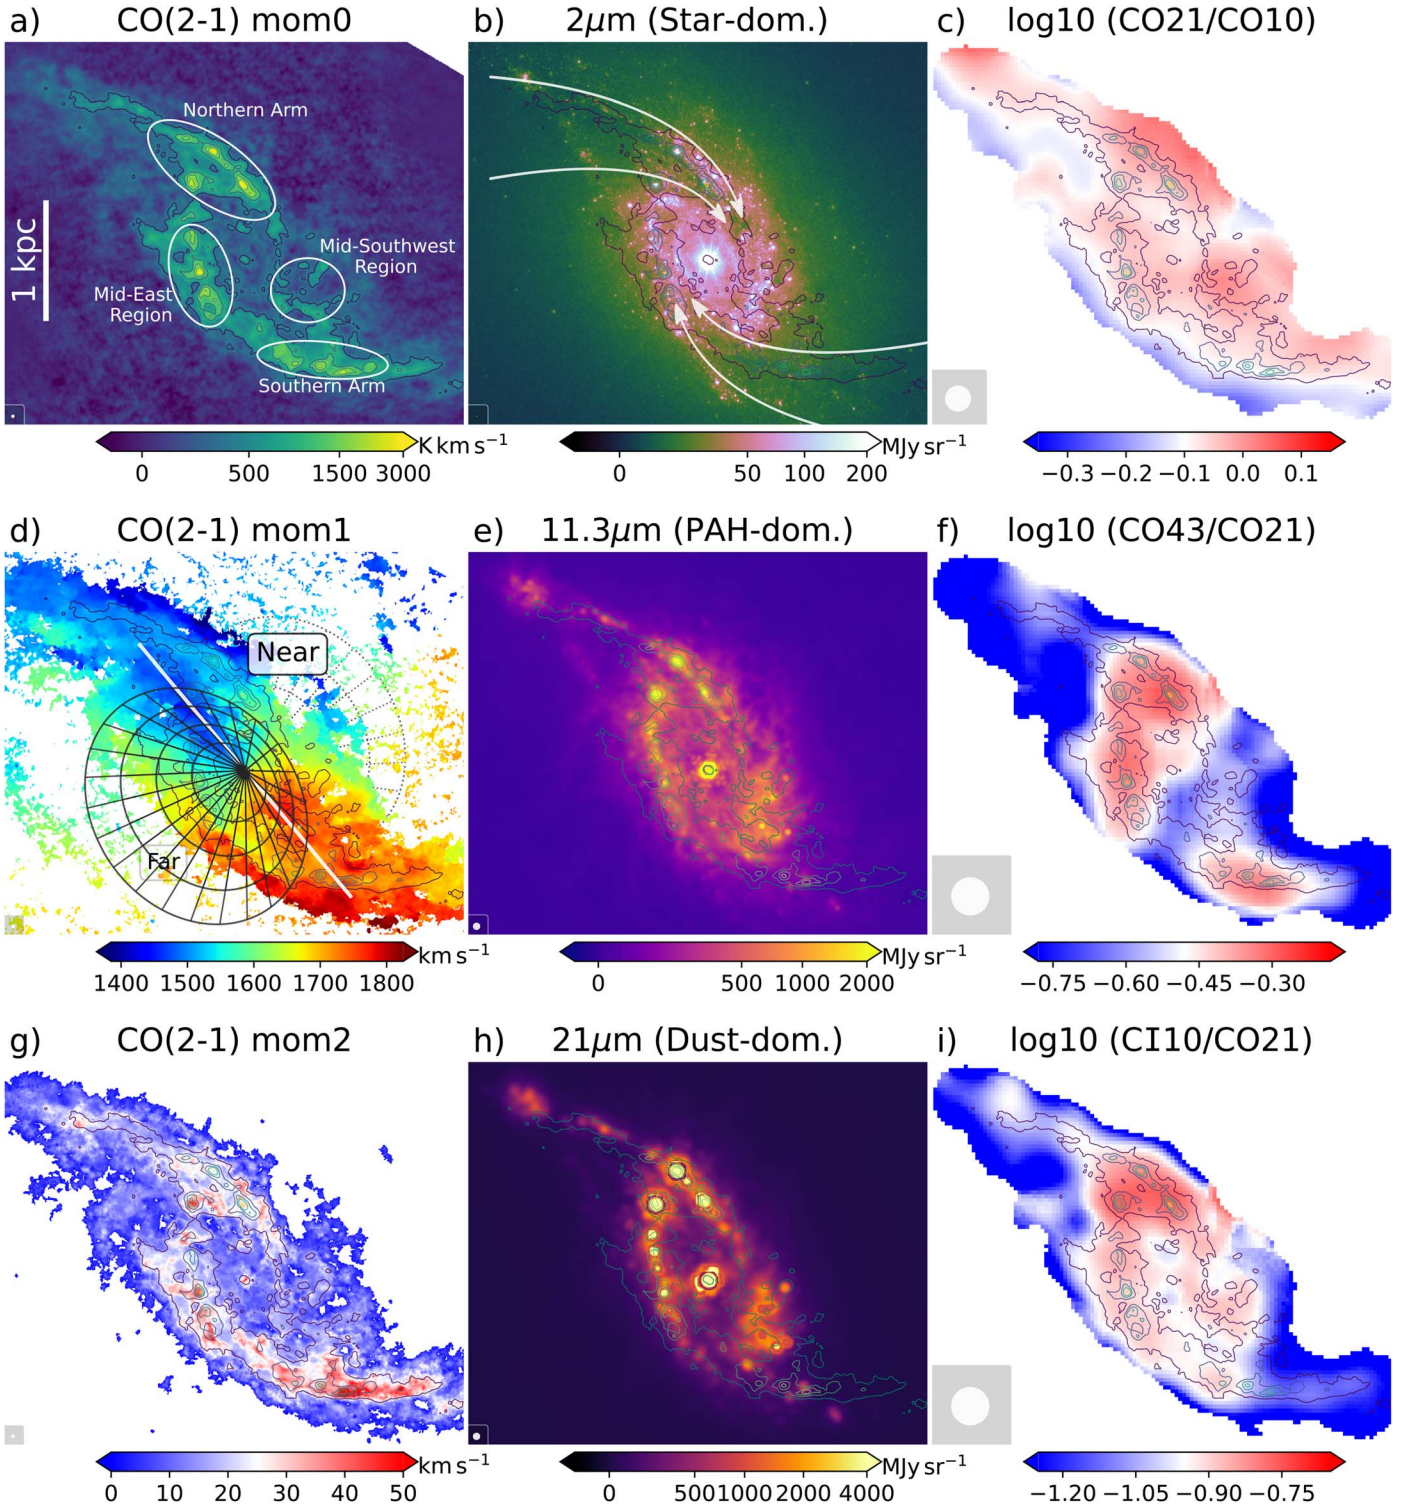 a) CO(2-1) mom0
Northern Arm
1 kpc
Mid-Southwest
Region
Mid-East
Region
Southern Arm
0 500 1500 3000 K km s⁻¹
b) 2μm (Star-dom.)
0 50 100 200 MJy sr⁻¹
c) log10 (CO21/CO10)
−0.3 −0.2 −0.1 0.0 0.1
d) CO(2-1) mom1
Near
Far
1400 1500 1600 1700 1800 km s⁻¹
e) 11.3μm (PAH-dom.)
0 500 1000 2000 MJy sr⁻¹
f) log10 (CO43/CO21)
−0.75 −0.60 −0.45 −0.30
g) CO(2-1) mom2
0 10 20 30 40 50 km s⁻¹
h) 21μm (Dust-dom.)
0 500 1000 2000 4000 MJy sr⁻¹
i) log10 (CI10/CO21)
−1.20 −1.05 −0.90 −0.75